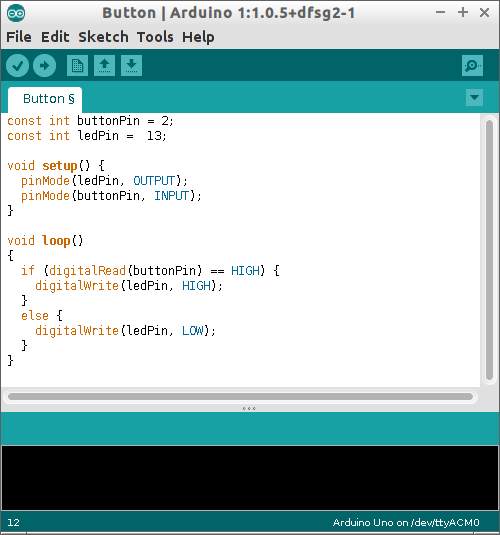 Button | Arduino 1:1.0.5+dfsg2-1
File Edit Sketch Tools Help
Button §
const int buttonPin = 2;
const int ledPin =  13;

void setup() {
  pinMode(ledPin, OUTPUT);
  pinMode(buttonPin, INPUT);
}

void loop()
{
  if (digitalRead(buttonPin) == HIGH) {
    digitalWrite(ledPin, HIGH);
  }
  else {
    digitalWrite(ledPin, LOW);
  }
}
12 Arduino Uno on /dev/ttyACM0